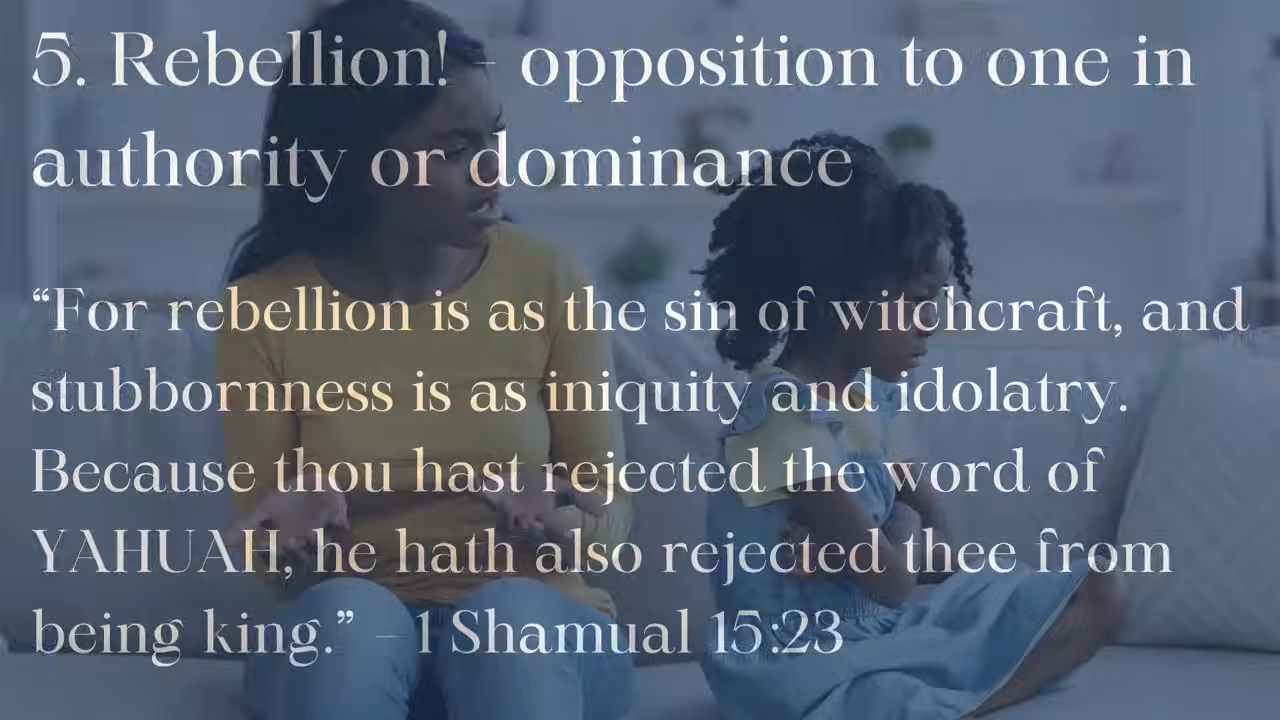 5. Rebellion! - opposition to one in
authority or dominance
“For rebellion is as the sin of witchcraft, and
stubbornness is as iniquity and idolatry.
Because thou hast rejected the word of
YAHUAH, he hath also rejected thee from
being king.” - 1 Shamual 15:23